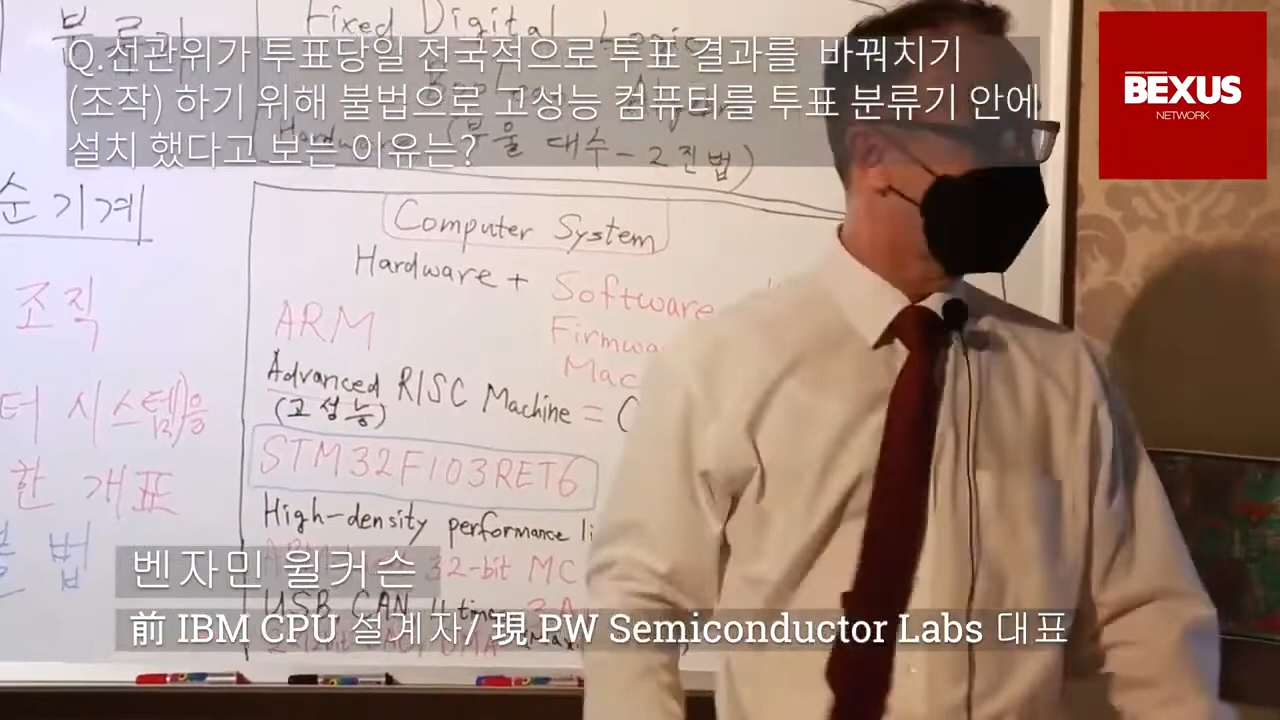 Q.선관위가 투표당일 전국적으로 투표 결과를 바꿔치기
(조작) 하기 위해 불법으로 고성능 컴퓨터를 투표 분류기 안에
설치 했다고 보는 이유는?
BEXUS
NETWORK
Fixed Digital Logic
대수-2진법)
순기계
조직
터 시스템)을
한 개표
법
Computer System
Hardware + Software
ARM
Advanced RISC Machine =
(고성능)
STM32F103RET6
High-density performance li
32-bit MC
USB, CAN
벤자민 윌커슨
前 IBM CPU 설계자/ 現 PW Semiconductor Labs 대표